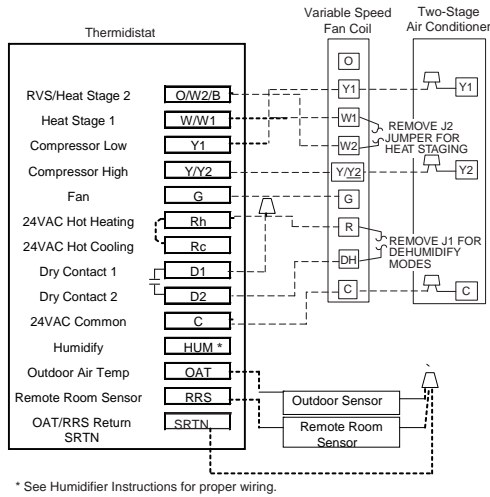 Variable Speed
Fan Coil
Two-Stage
Air Conditioner
Thermidistat
RVS/Heat Stage 2
O/W2/B
Heat Stage 1
W/W1
Compressor Low
Y1
Compressor High
Y/Y2
Fan
G
24VAC Hot Heating
Rh
24VAC Hot Cooling
Rc
Dry Contact 1
D1
Dry Contact 2
D2
24VAC Common
C
Humidify
HUM *
Outdoor Air Temp
OAT
Remote Room Sensor
RRS
OAT/RRS Return
SRTN
SRTN
O
Y1
W1
W2
Y/Y2
G
R
DH
C
REMOVE J2
JUMPER FOR
HEAT STAGING
REMOVE J1 FOR
DEHUMIDIFY
MODES
Y1
Y2
C
Outdoor Sensor
Remote Room
Sensor
* See Humidifier Instructions for proper wiring.